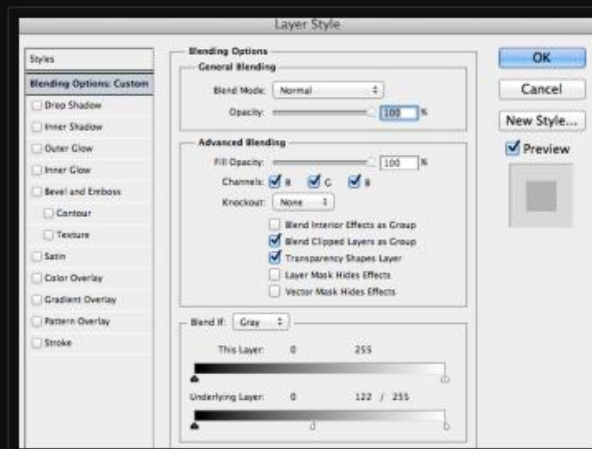 Layer Style
Styles
Blending Options: Custom
Drop Shadow
Inner Shadow
Outer Glow
Inner Glow
Bevel and Emboss
Contour
Texture
Satin
Color Overlay
Gradient Overlay
Pattern Overlay
Stroke
Blending Options
General Blending
Blend Mode: Normal
Opacity: 100 %
Advanced Blending
Fill Opacity: 100 %
Channels: R G B
Knockout: None
Blend Interior Effects as Group
Blend Clipped Layers as Group
Transparency Shapes Layer
Layer Mask Hides Effects
Vector Mask Hides Effects
Blend If: Gray
This Layer: 0 255
Underlying Layer: 0 122 / 255
OK
Cancel
New Style...
Preview